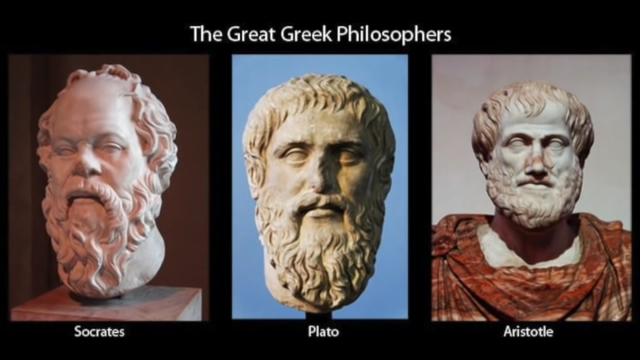 The Great Greek Philosophers
Socrates
Plato
Aristotle